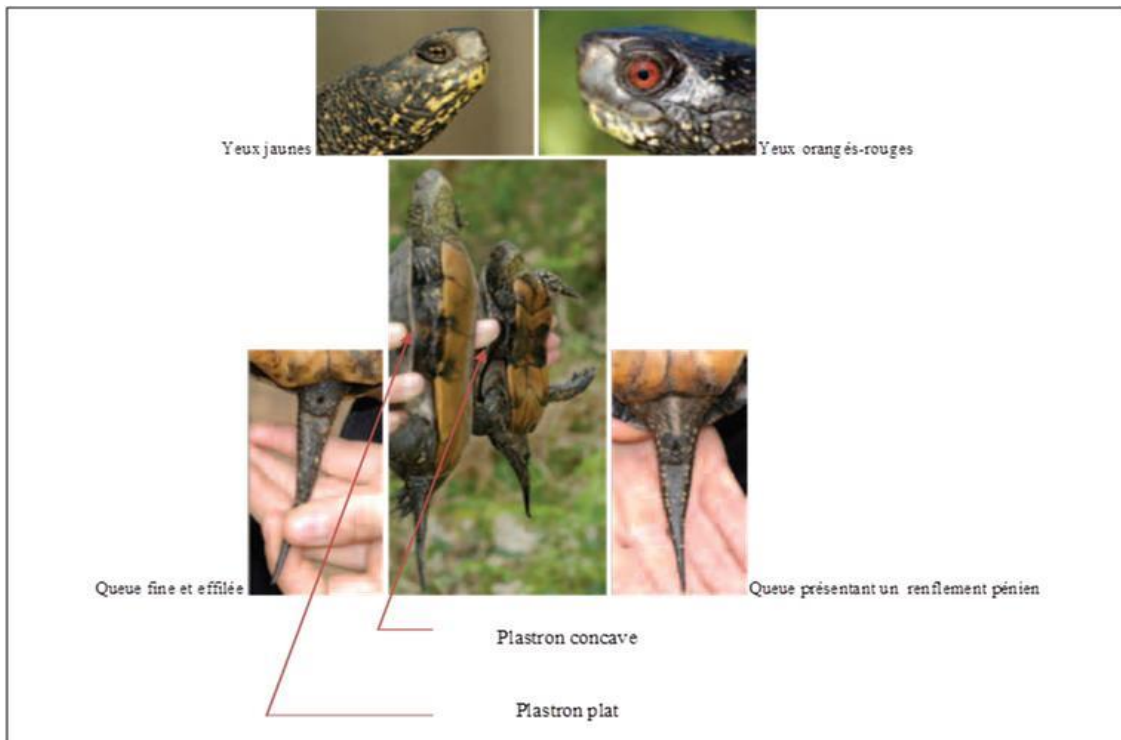 Yeux jaunes
Yeux orangés-rouges
Queue fine et effilée
Queue présentant un renflement pénien
Plastron concave
Plastron plat